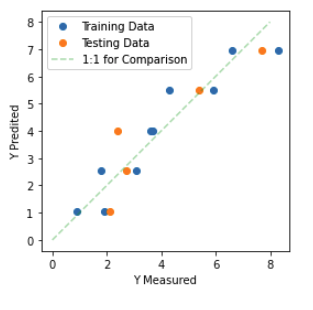 Training Data
Testing Data
1:1 for Comparison
8
7
6
5
4
3
2
1
0
Y Predited
0 2 4 6 8
Y Measured